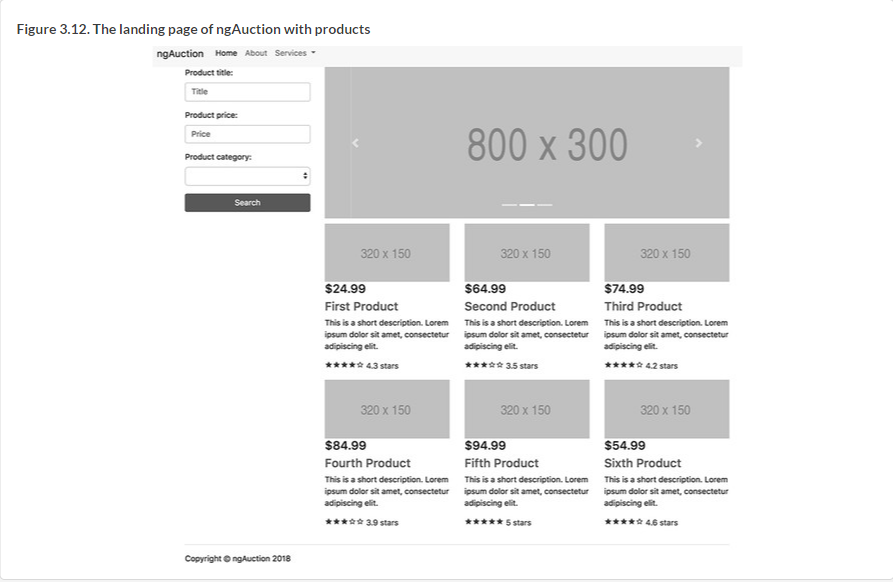 Figure 3.12. The landing page of ngAuction with products
ngAuction Home About Services
Product title:
Title
Product price:
Price
Product category:
Search
800 x 300
320 x 150
$24.99
First Product
This is a short description. Lorem
ipsum dolor sit amet, consectetur
adipiscing elit.
★★★★☆ 4.3 stars
320 x 150
$64.99
Second Product
This is a short description. Lorem
ipsum dolor sit amet, consectetur
adipiscing elit.
★★★☆☆ 3.5 stars
320 x 150
$74.99
Third Product
This is a short description. Lorem
ipsum dolor sit amet, consectetur
adipiscing elit.
★★★★☆ 4.2 stars
320 x 150
$84.99
Fourth Product
This is a short description. Lorem
ipsum dolor sit amet, consectetur
adipiscing elit.
★★★☆☆ 3.9 stars
320 x 150
$94.99
Fifth Product
This is a short description. Lorem
ipsum dolor sit amet, consectetur
adipiscing elit.
★★★★★ 5 stars
320 x 150
$54.99
Sixth Product
This is a short description. Lorem
ipsum dolor sit amet, consectetur
adipiscing elit.
★★★★☆ 4.6 stars
Copyright © ngAuction 2018